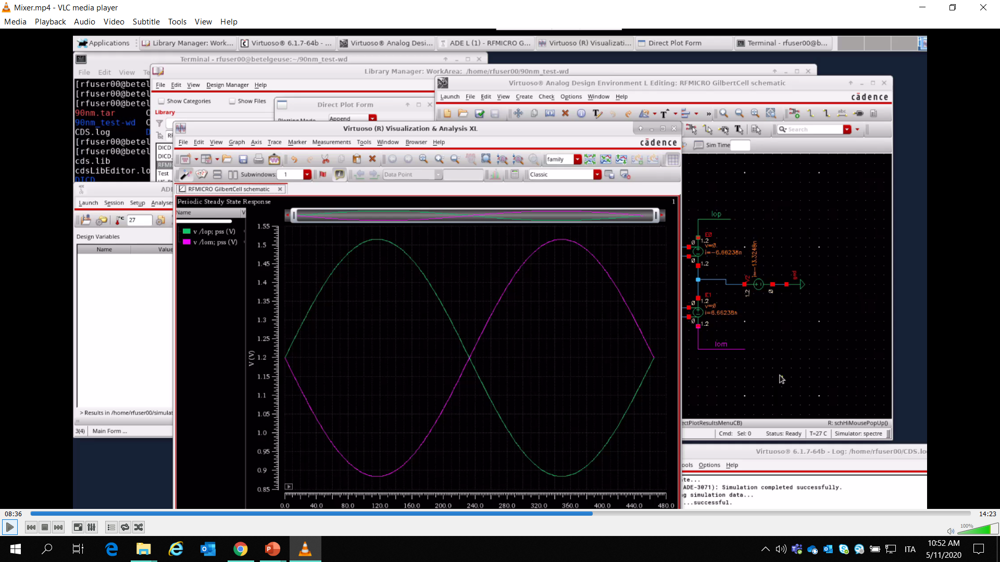 Mixer.mp4 - VLC media player
Media Playback Audio Video Subtitle Tools View Help
Applications Library Manager: Work... Virtuoso® 6.1.7-64b - ... Virtuoso® Analog Desi... ADE L (1) - RFMICRO G... Virtuoso (R) Visualizati... Direct Plot Form Terminal - rfuser00@b...
Terminal - rfuser00@betelgeuse:~/90nm_test-wd
File Edit View Te
Library Manager: WorkArea: /home/rfuser00/90nm_test-wd
File Edit View Design Manager Help
Show Categories Show Files
Library
[rfuser00@betel
[rfuser00@betel
[rfuser00@betel
90nm.tar C
90nm_test-wd C
CDS.log D
[rfuser00@betel
[rfuser00@betel
cds.lib
cdsLibEditor.lo
DICD
DICD
DICD_
RFMIC
Test
Direct Plot Form
Plotting Mode Append
Virtuoso® Analog Design Environment L Editing: RFMICRO GilbertCell schematic
Launch File Edit View Create Check Options Window Help
cādence
Search
Sim Time
Virtuoso (R) Visualization & Analysis XL
File Edit View Graph Axis Trace Marker Measurements Tools Window Browser Help
cādence
family
Subwindows: 1 Data Point Classic
RFMICRO GilbertCell schematic
Periodic Steady State Response 1
Name V
v /lop; pss (V)
v /lom; pss (V)
1.55
1.5
1.45
1.4
1.35
1.3
1.25
1.2
1.15
1.1
1.05
1.0
0.95
0.9
0.85
V (V)
0.0 40.0 80.0 120.0 160.0 200.0 240.0 280.0 320.0 360.0 400.0 440.0 480.0
ADE
Launch Session Setup Analyses
27
Design Variables
Name Value
> Results in /home/rfuser00/simulat
3(4) Main Form ...
lop
E0
1.2
v=0
i=-6.66238n
1.2
i=-13.3248n
V2
1.2
0
gnd
E1
1.2
v=0
i=6.66238n
1.2
lom
ectPlotResultsMenuCB) R: schHiMousePopUp()
Cmd: Sel: 0 Status: Ready T=27 C Simulator: spectre
Virtuoso® 6.1.7-64b - Log: /home/rfuser00/CDS.lo
ools Options Help
te...
ADE-3071): Simulation completed successfully.
g simulation data...
...successful.
08:36 14:23
100%
ITA
10:52 AM
5/11/2020